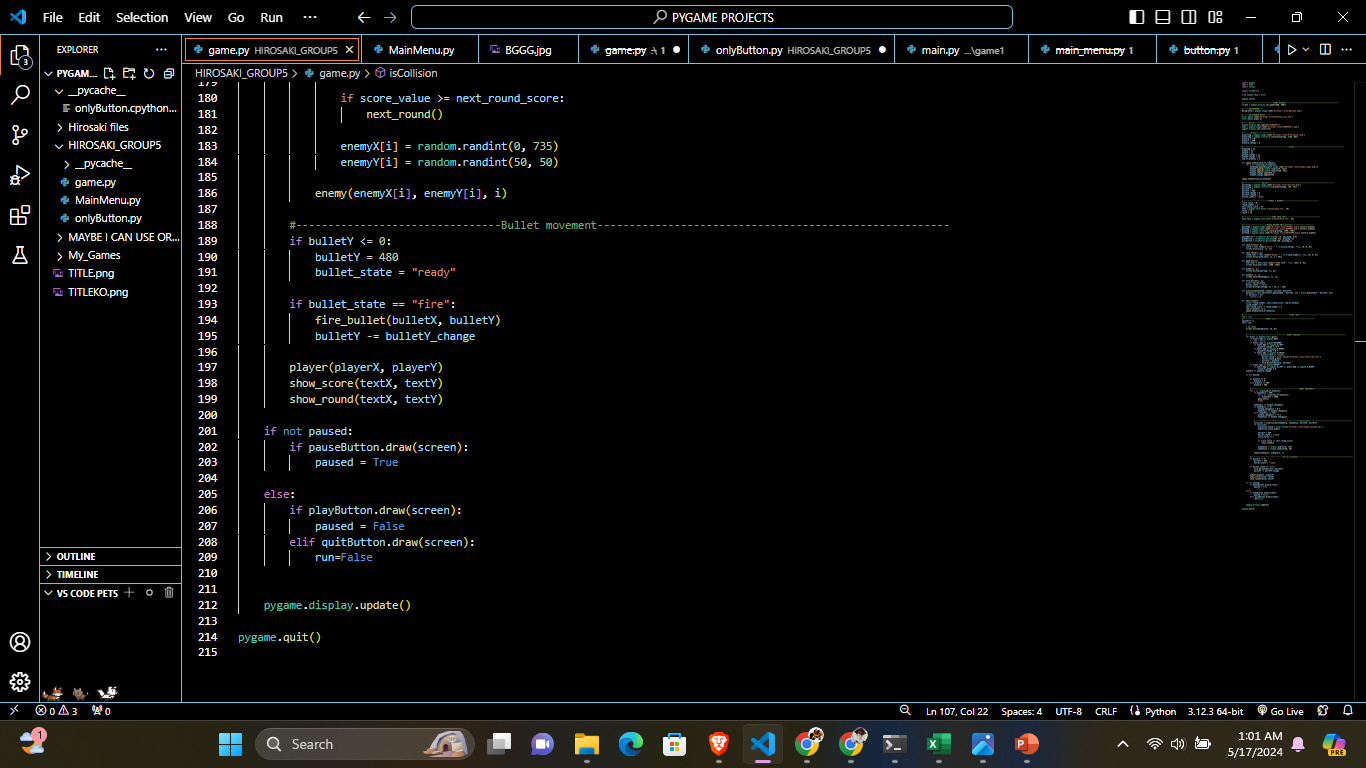 File Edit Selection View Go Run ··· PYGAME PROJECTS
EXPLORER ···
game.py HIROSAKI_GROUP5 MainMenu.py BGGG.jpg game.py 1 onlyButton.py HIROSAKI_GROUP5 main.py ...\game1 main_menu.py 1 button.py 1
HIROSAKI_GROUP5 > game.py > isCollision
PYGAM...
__pycache__
onlyButton.cpython...
Hirosaki files
HIROSAKI_GROUP5
__pycache__
game.py
MainMenu.py
onlyButton.py
MAYBE I CAN USE OR...
My_Games
TITLE.png
TITLEKO.png
OUTLINE
TIMELINE
VS CODE PETS
3
179
180 if score_value >= next_round_score:
181 next_round()
182
183 enemyX[i] = random.randint(0, 735)
184 enemyY[i] = random.randint(50, 50)
185
186 enemy(enemyX[i], enemyY[i], i)
187
188 #--------------------------------Bullet movement-------------------------------------------------------
189 if bulletY <= 0:
190 bulletY = 480
191 bullet_state = "ready"
192
193 if bullet_state == "fire":
194 fire_bullet(bulletX, bulletY)
195 bulletY -= bulletY_change
196
197 player(playerX, playerY)
198 show_score(textX, textY)
199 show_round(textX, textY)
200
201 if not paused:
202 if pauseButton.draw(screen):
203 paused = True
204
205 else:
206 if playButton.draw(screen):
207 paused = False
208 elif quitButton.draw(screen):
209 run=False
210
211
212 pygame.display.update()
213
214 pygame.quit()
215
0 3 0 Ln 107, Col 22 Spaces: 4 UTF-8 CRLF Python 3.12.3 64-bit Go Live
1 Search 1:01 AM
5/17/2024
PRE